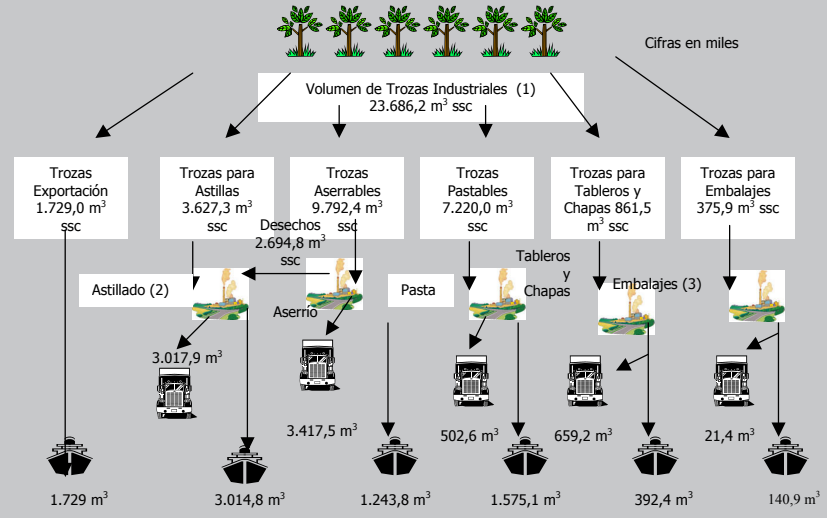 Cifras en miles
Volumen de Trozas Industriales (1)
23.686,2 m³ ssc
Trozas
Exportación
1.729,0 m³
ssc
Trozas para
Astillas
3.627,3 m³
ssc
Trozas
Aserrables
9.792,4 m³
ssc
Trozas
Pastables
7.220,0 m³
ssc
Trozas para
Tableros y
Chapas 861,5
m³ ssc
Trozas para
Embalajes
375,9 m³ ssc
Desechos
2.694,8 m³
ssc
Astillado (2)
Aserrio
Pasta
Tableros
y
Chapas
Embalajes (3)
3.017,9 m³
3.417,5 m³
502,6 m³
659,2 m³
21,4 m³
1.729 m³
3.014,8 m³
1.243,8 m³
1.575,1 m³
392,4 m³
140,9 m³